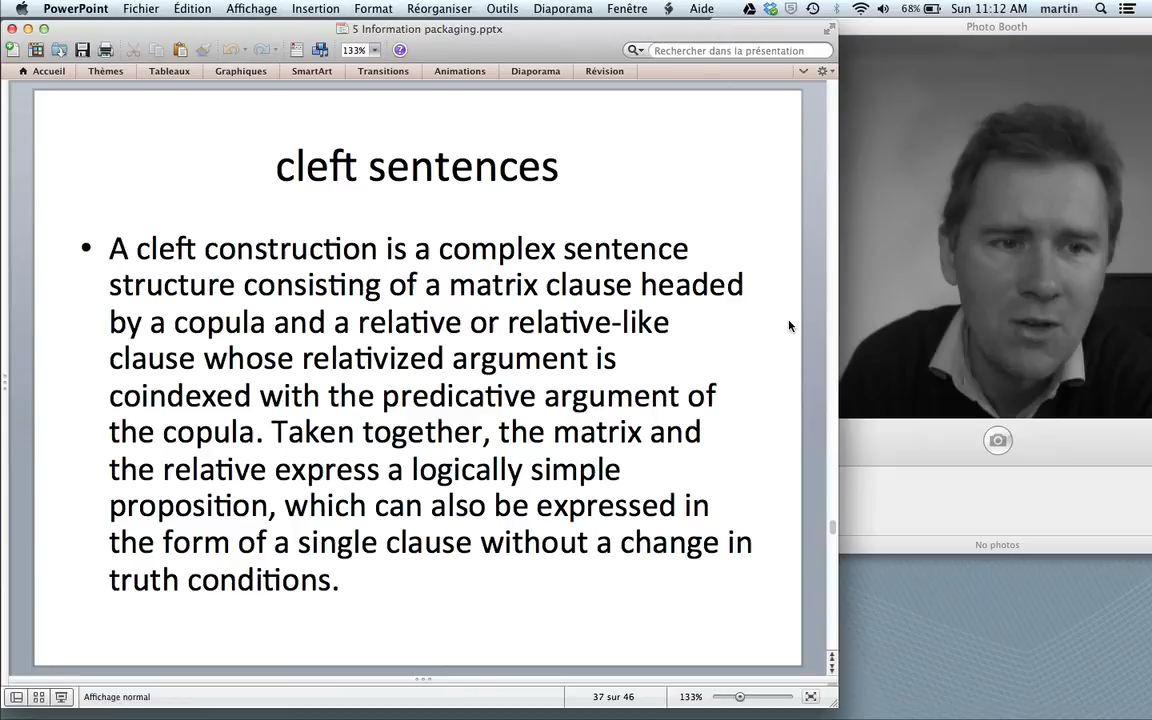 PowerPoint Fichier Édition Affichage Insertion Format Réorganiser Outils Diaporama Fenêtre Aide 68% Sun 11:12 AM martin
5 Information packaging.pptx
Photo Booth
133% Rechercher dans la présentation
Accueil Thèmes Tableaux Graphiques SmartArt Transitions Animations Diaporama Révision
cleft sentences
• A cleft construction is a complex sentence
structure consisting of a matrix clause headed
by a copula and a relative or relative-like
clause whose relativized argument is
coindexed with the predicative argument of
the copula. Taken together, the matrix and
the relative express a logically simple
proposition, which can also be expressed in
the form of a single clause without a change in
truth conditions.
No photos
Affichage normal 37 sur 46 133%